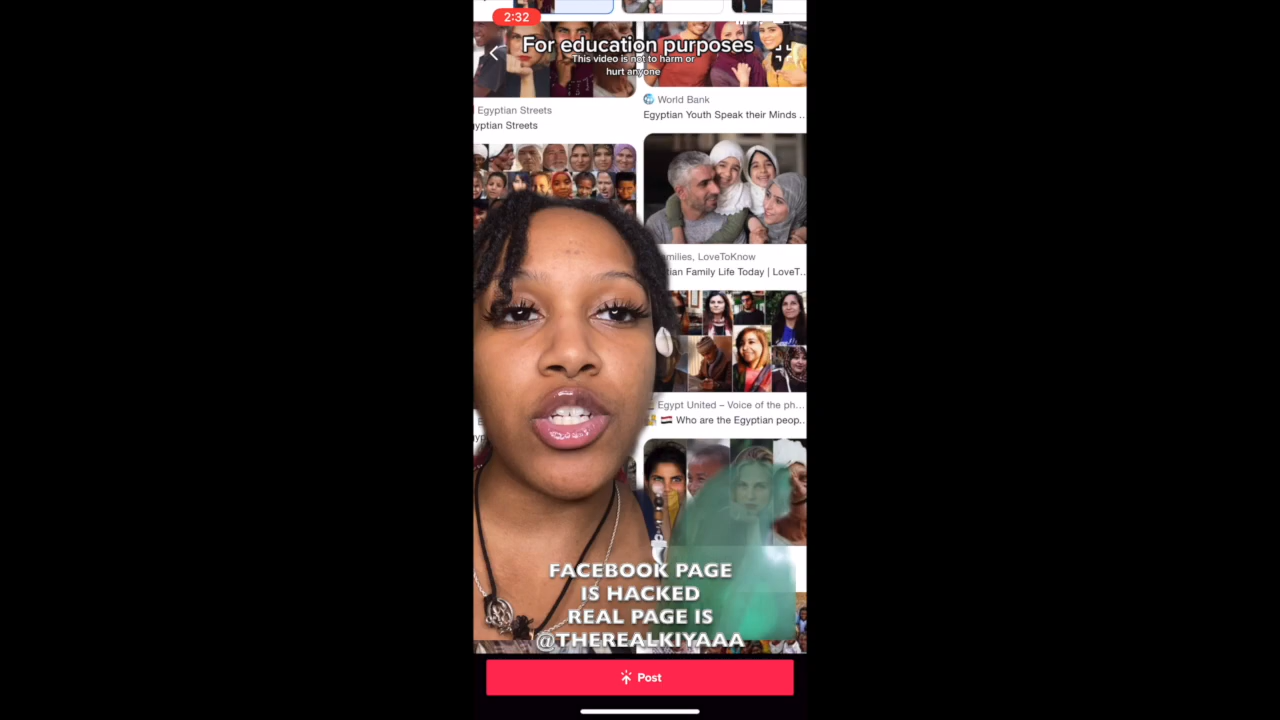 2:32
For education purposes
This video is not to harm or
hurt anyone
Egyptian Streets
yptian Streets
World Bank
Egyptian Youth Speak their Minds ..
milies, LoveToKnow
tian Family Life Today | LoveT..
Egypt United – Voice of the ph...
Who are the Egyptian peop..
FACEBOOK PAGE
IS HACKED
REAL PAGE IS
@THEREALKIYAAA
Post